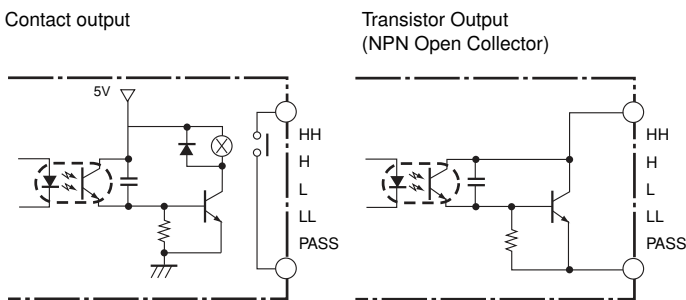 Contact output
Transistor Output
(NPN Open Collector)
5V
HH
H
L
LL
PASS
HH
H
L
LL
PASS